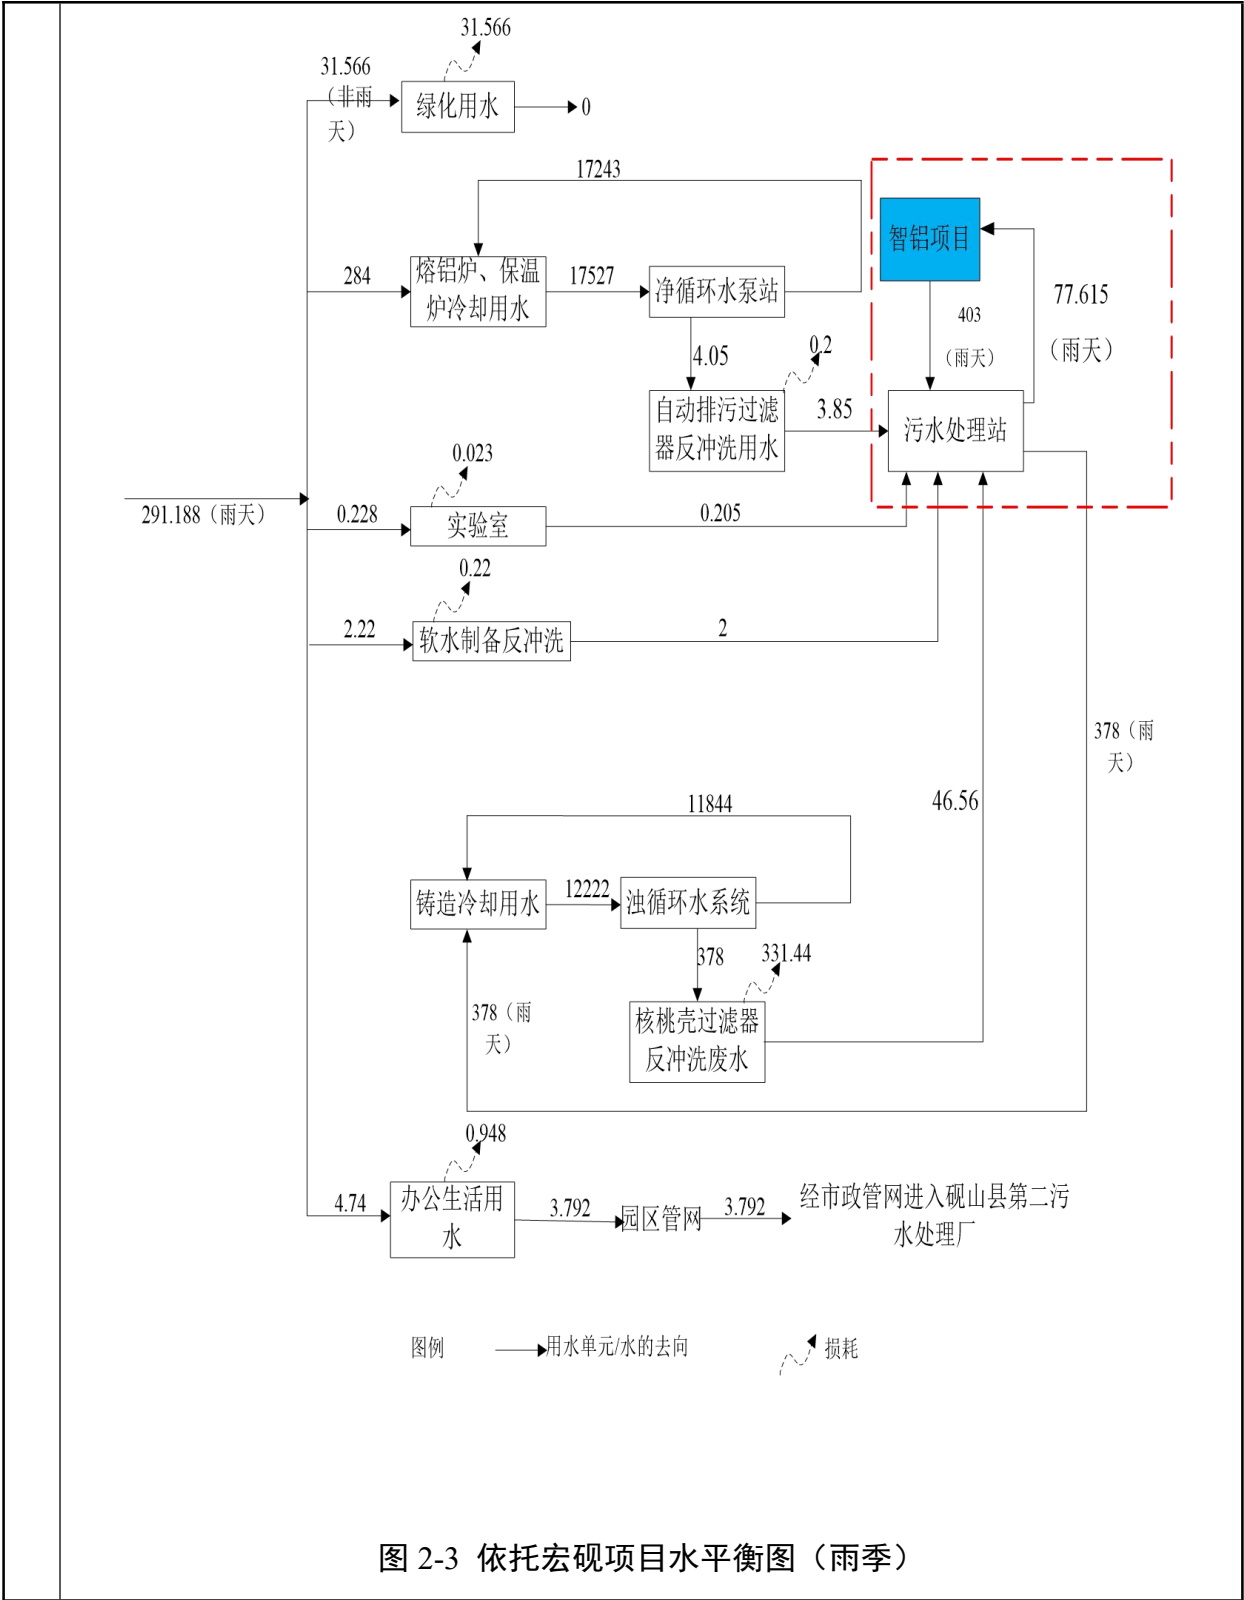 31.566
31.566
（非雨
天）
绿化用水
0
17243
智铝项目
284
熔铝炉、保温
炉冷却用水
17527
净循环水泵站
403
（雨天）
77.615
（雨天）
4.05
0.2
自动排污过滤
器反冲洗用水
3.85
污水处理站
0.023
291.188（雨天）
0.228
实验室
0.205
0.22
2.22
软水制备反冲洗
2
378（雨
天）
46.56
11844
铸造冷却用水
12222
浊循环水系统
378
331.44
378（雨
天）
核桃壳过滤器
反冲洗废水
0.948
4.74
办公生活用
水
3.792
园区管网
3.792
经市政管网进入砚山县第二污
水处理厂
图例
用水单元/水的去向
损耗
图 2-3 依托宏砚项目水平衡图（雨季）